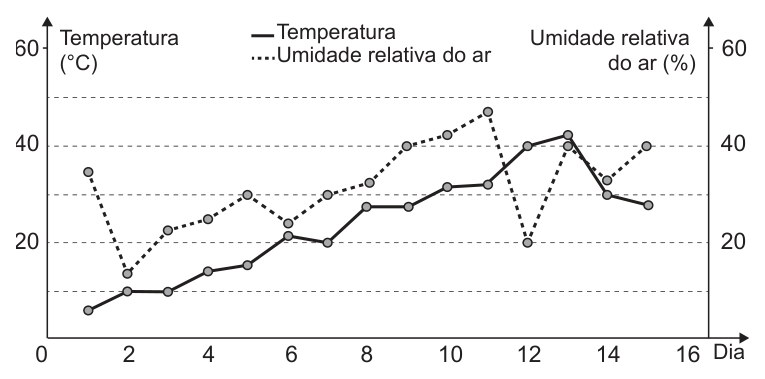 Temperatura
(°C)
Temperatura
Umidade relativa do ar
Umidade relativa
do ar (%)
60
40
20
60
40
20
0 2 4 6 8 10 12 14 16 Dia